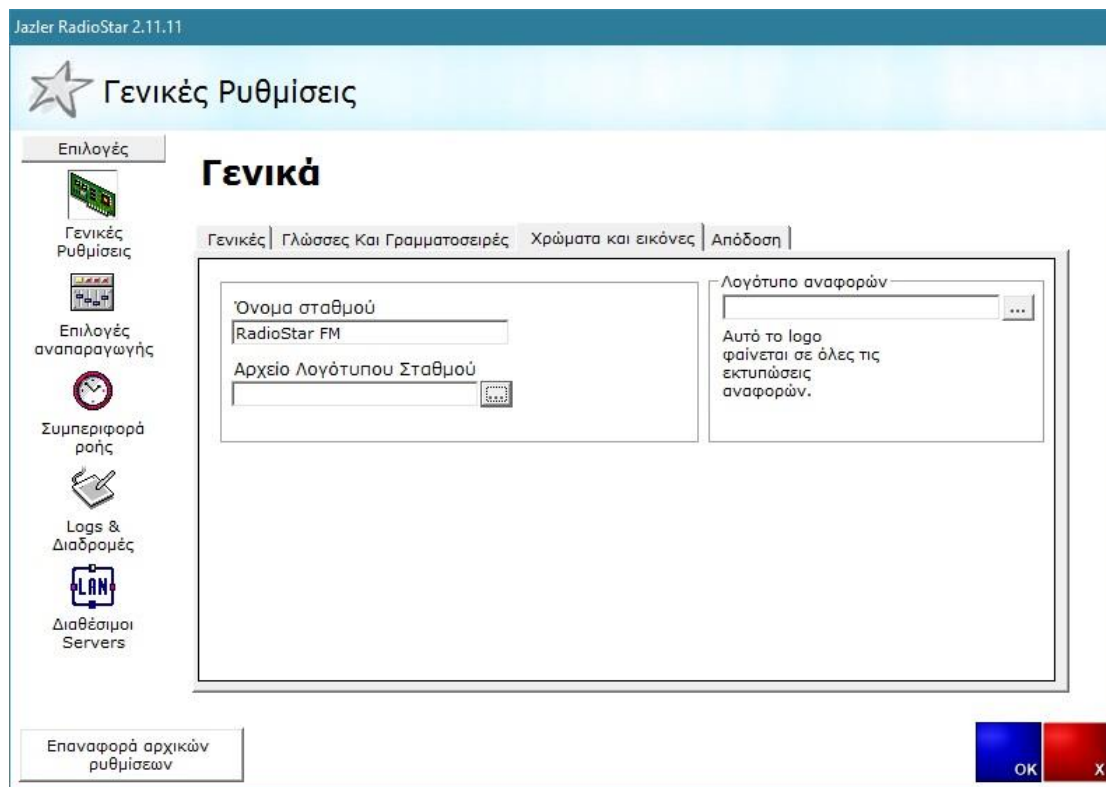 Jazler RadioStar 2.11.11
Γενικές Ρυθμίσεις
Επιλογές
Γενικές
Ρυθμίσεις
Επιλογές
αναπαραγωγής
Συμπεριφορά
ροής
Logs &
Διαδρομές
LAN
Διαθέσιμοι
Servers
Γενικά
Γενικές
Γλώσσες Και Γραμματοσειρές
Χρώματα και εικόνες
Απόδοση
Όνομα σταθμού
RadioStar FM
Αρχείο Λογότυπου Σταθμού
...
Λογότυπο αναφορών
...
Αυτό το logo
φαίνεται σε όλες τις
εκτυπώσεις
αναφορών.
Επαναφορά αρχικών
ρυθμίσεων
OK
X